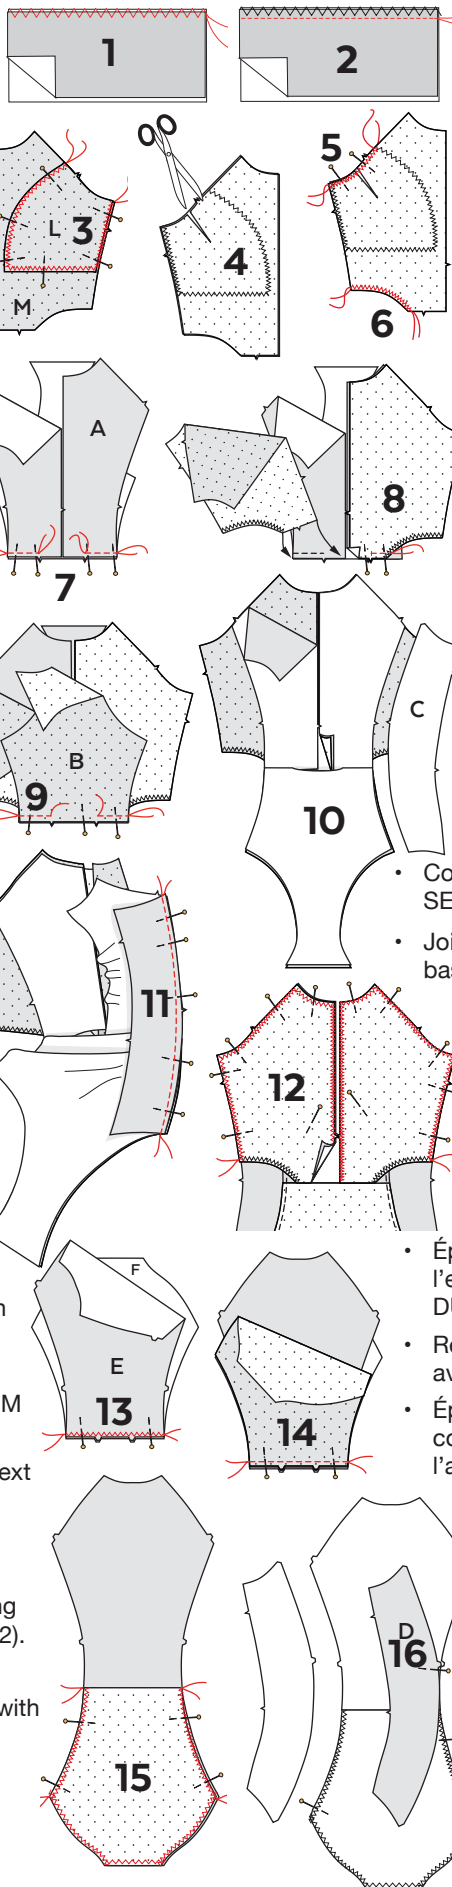 1
2
5
L 3
4
M
6
A
8
7
C
B
9
10
• Co
SE
• Joi
bas
11
12
• Ép
l'e
DU
F
n
• Re
av
E
M
13
• Ép
co
14
l'a
ext
ng
2).
D
16
with
15